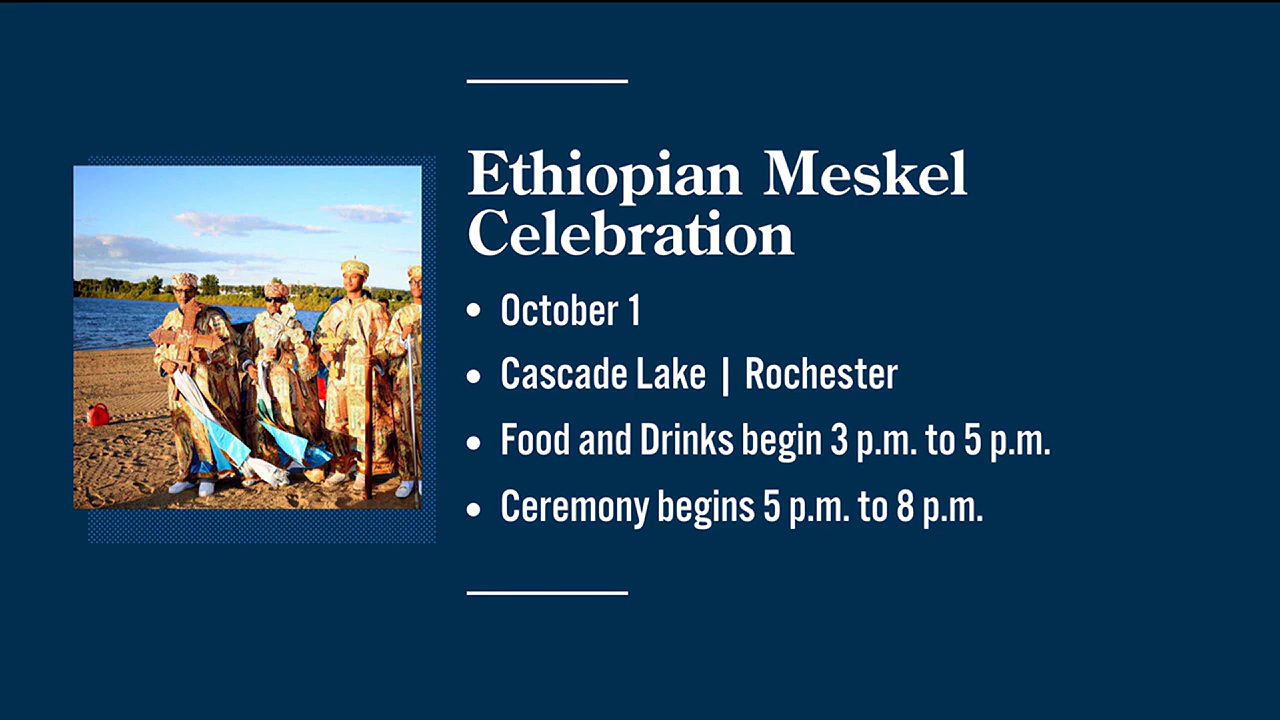 Ethiopian Meskel
Celebration
• October 1
• Cascade Lake | Rochester
• Food and Drinks begin 3 p.m. to 5 p.m.
• Ceremony begins 5 p.m. to 8 p.m.